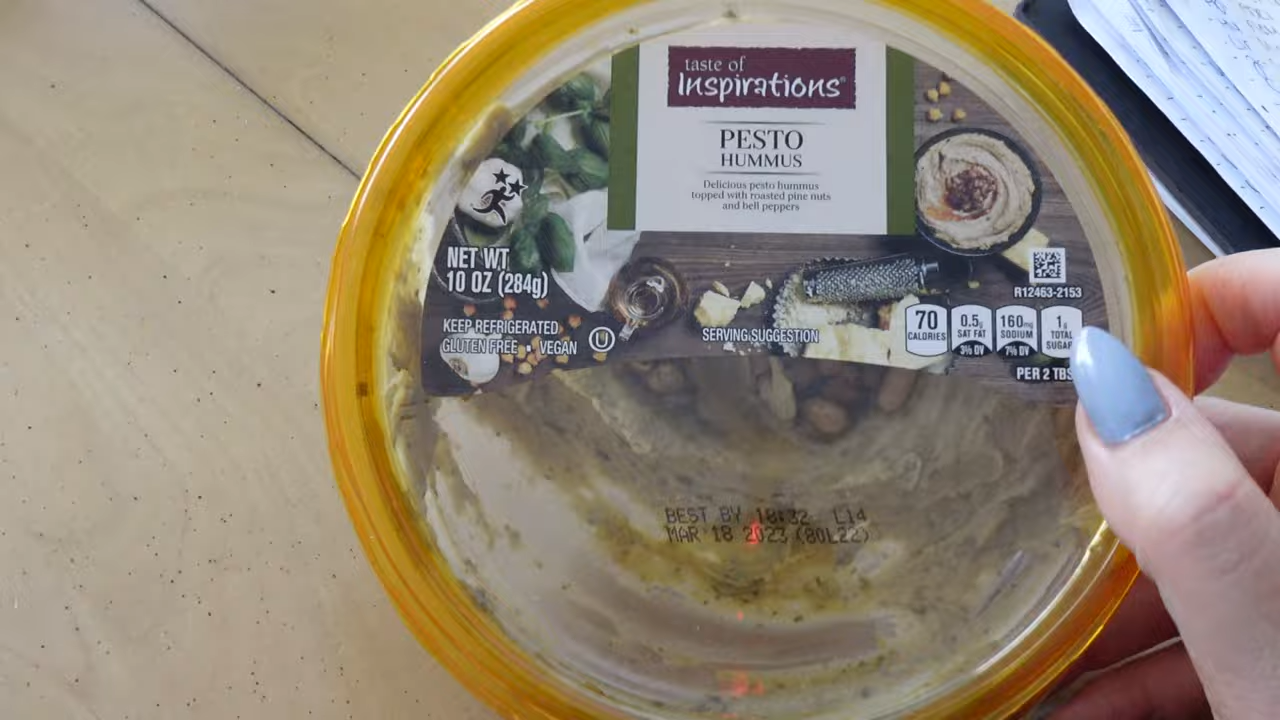 taste of
Inspirations®
PESTO
HUMMUS
Delicious pesto hummus
topped with roasted pine nuts
and bell peppers
NET WT
10 OZ (284g)
KEEP REFRIGERATED
GLUTEN FREE • VEGAN
U
SERVING SUGGESTION
R12463-2153
70
CALORIES
0.5g
SAT FAT
3% DV
160mg
SODIUM
7% DV
1g
TOTAL
SUGAR
PER 2 TBS
BEST BY 10:32 L14
MAR 18 2023 (80L22)